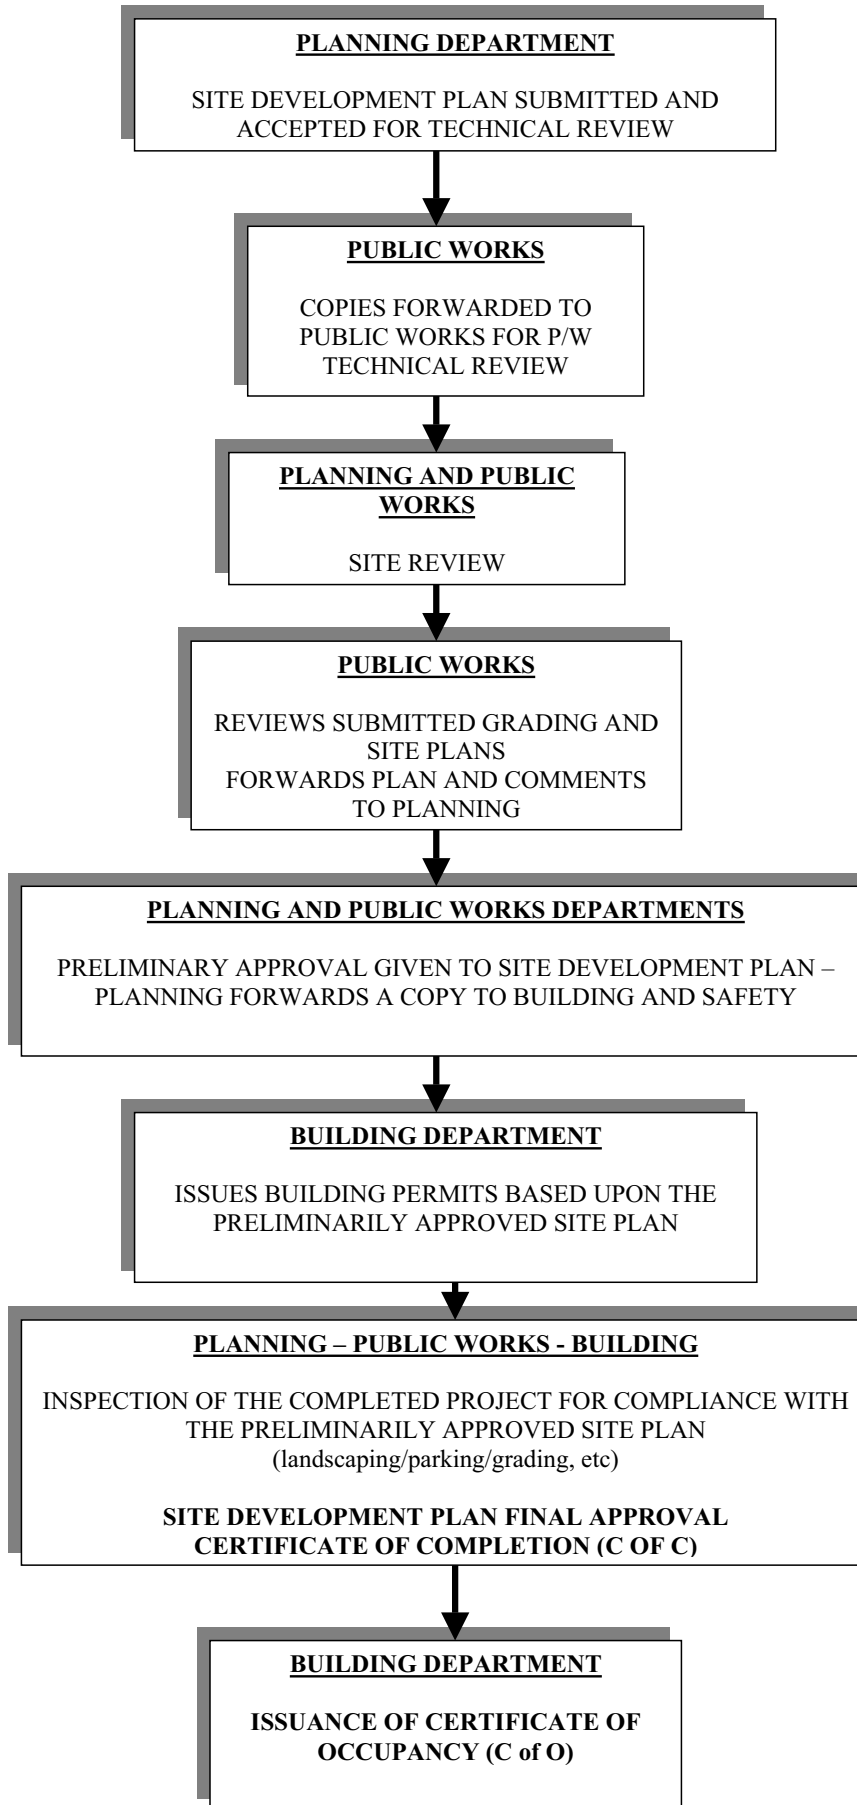 PLANNING DEPARTMENT
SITE DEVELOPMENT PLAN SUBMITTED AND
ACCEPTED FOR TECHNICAL REVIEW
PUBLIC WORKS
COPIES FORWARDED TO
PUBLIC WORKS FOR P/W
TECHNICAL REVIEW
PLANNING AND PUBLIC
WORKS
SITE REVIEW
PUBLIC WORKS
REVIEWS SUBMITTED GRADING AND
SITE PLANS
FORWARDS PLAN AND COMMENTS
TO PLANNING
PLANNING AND PUBLIC WORKS DEPARTMENTS
PRELIMINARY APPROVAL GIVEN TO SITE DEVELOPMENT PLAN –
PLANNING FORWARDS A COPY TO BUILDING AND SAFETY
BUILDING DEPARTMENT
ISSUES BUILDING PERMITS BASED UPON THE
PRELIMINARILY APPROVED SITE PLAN
PLANNING – PUBLIC WORKS - BUILDING
INSPECTION OF THE COMPLETED PROJECT FOR COMPLIANCE WITH
THE PRELIMINARILY APPROVED SITE PLAN
(landscaping/parking/grading, etc)
SITE DEVELOPMENT PLAN FINAL APPROVAL
CERTIFICATE OF COMPLETION (C OF C)
BUILDING DEPARTMENT
ISSUANCE OF CERTIFICATE OF
OCCUPANCY (C of O)